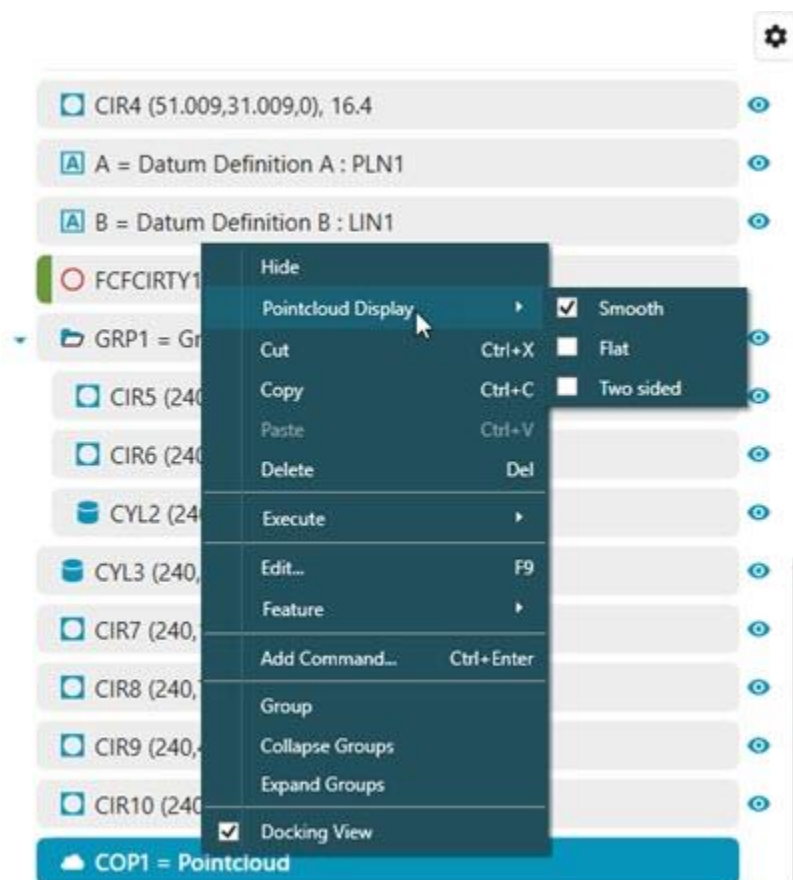 CIR4 (51.009,31.009,0), 16.4
A = Datum Definition A : PLN1
B = Datum Definition B : LIN1
FCFCIRTY1
GRP1 = Gr
CIR5 (240
CIR6 (240
CYL2 (24
CYL3 (240,
CIR7 (240,
CIR8 (240,
CIR9 (240,
CIR10 (240
COP1 = Pointcloud
Hide
Pointcloud Display
Cut Ctrl+X
Copy Ctrl+C
Paste Ctrl+V
Delete Del
Execute
Edit... F9
Feature
Add Command... Ctrl+Enter
Group
Collapse Groups
Expand Groups
Docking View
Smooth
Flat
Two sided